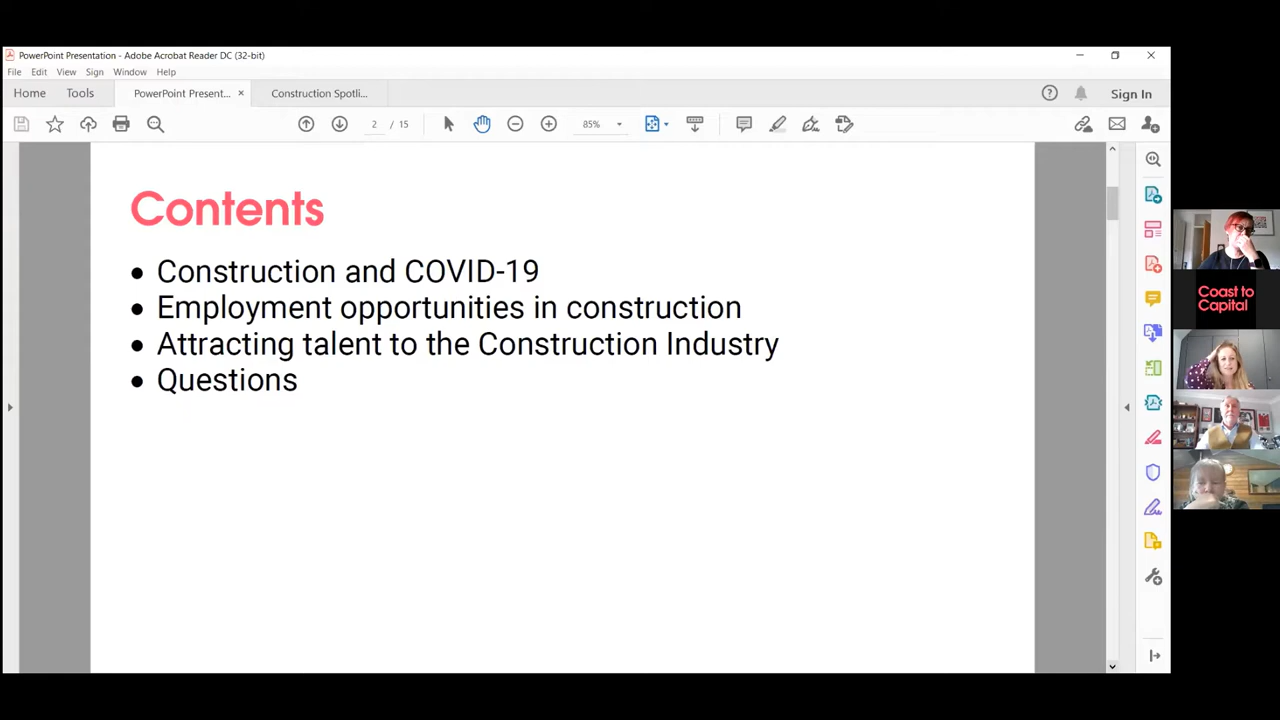 PowerPoint Presentation - Adobe Acrobat Reader DC (32-bit)
File Edit View Sign Window Help
Home Tools PowerPoint Present... × Construction Spotli... Sign In
2 / 15 85%
Contents
• Construction and COVID-19
• Employment opportunities in construction
• Attracting talent to the Construction Industry
• Questions
Coast to
Capital